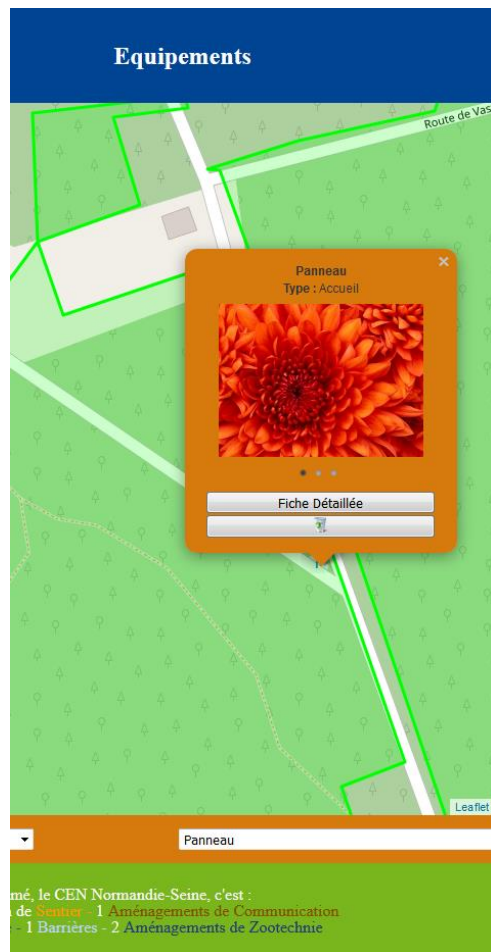 Equipements
Route de Vas
×
Panneau
Type : Accueil
Fiche Détaillée
Leaflet
Panneau
mé, le CEN Normandie-Seine, c'est :
de Sentier - 1 Aménagements de Communication
- 1 Barrières - 2 Aménagements de Zootechnie